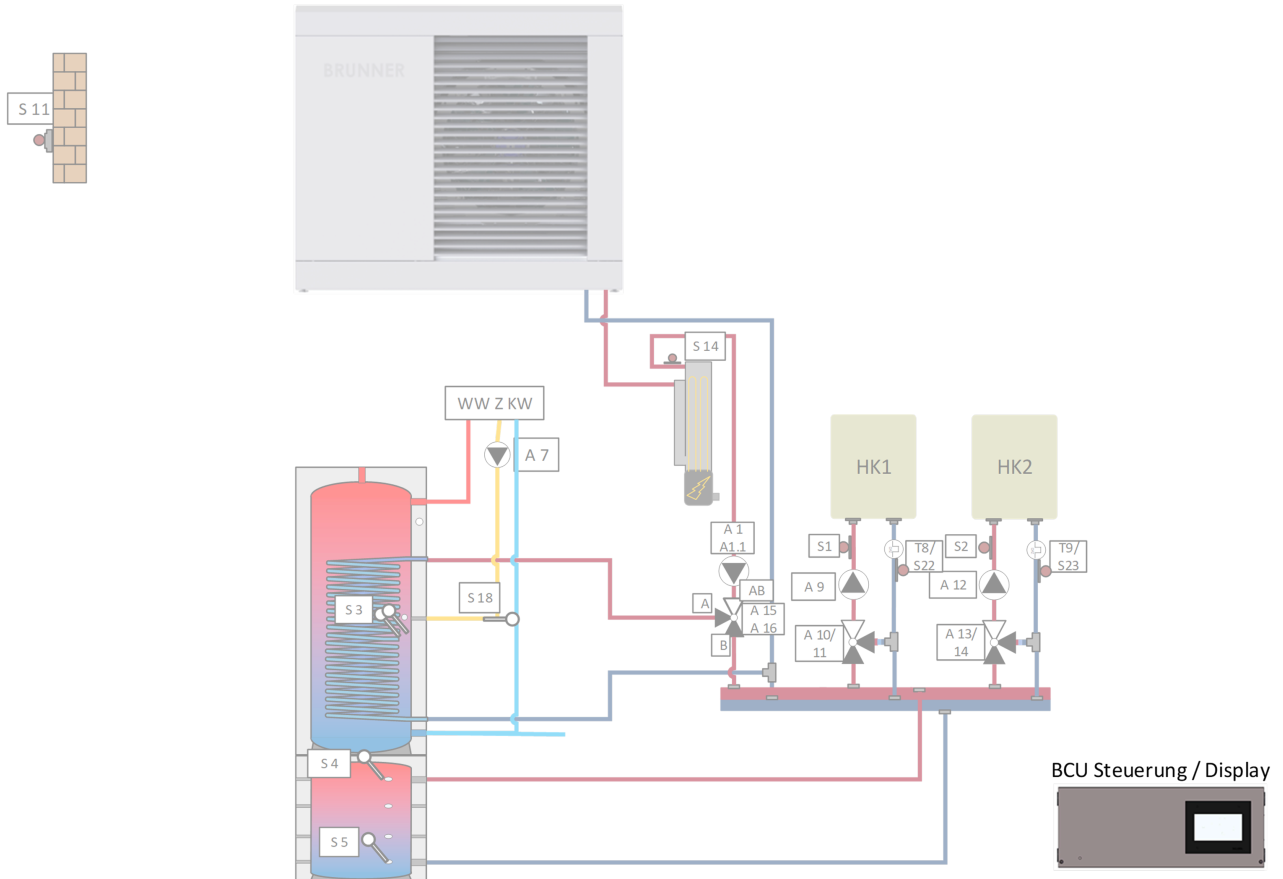 BRUNNER
S 11
S 14
WW Z KW
A 7
HK1
HK2
A 1
A1.1
S1
T8/
S22
S2
T9/
S23
A 9
A 12
AB
A
A 15
A 16
B
S 18
S 3
A 10/
11
A 13/
14
S 4
S 5
BCU Steuerung / Display